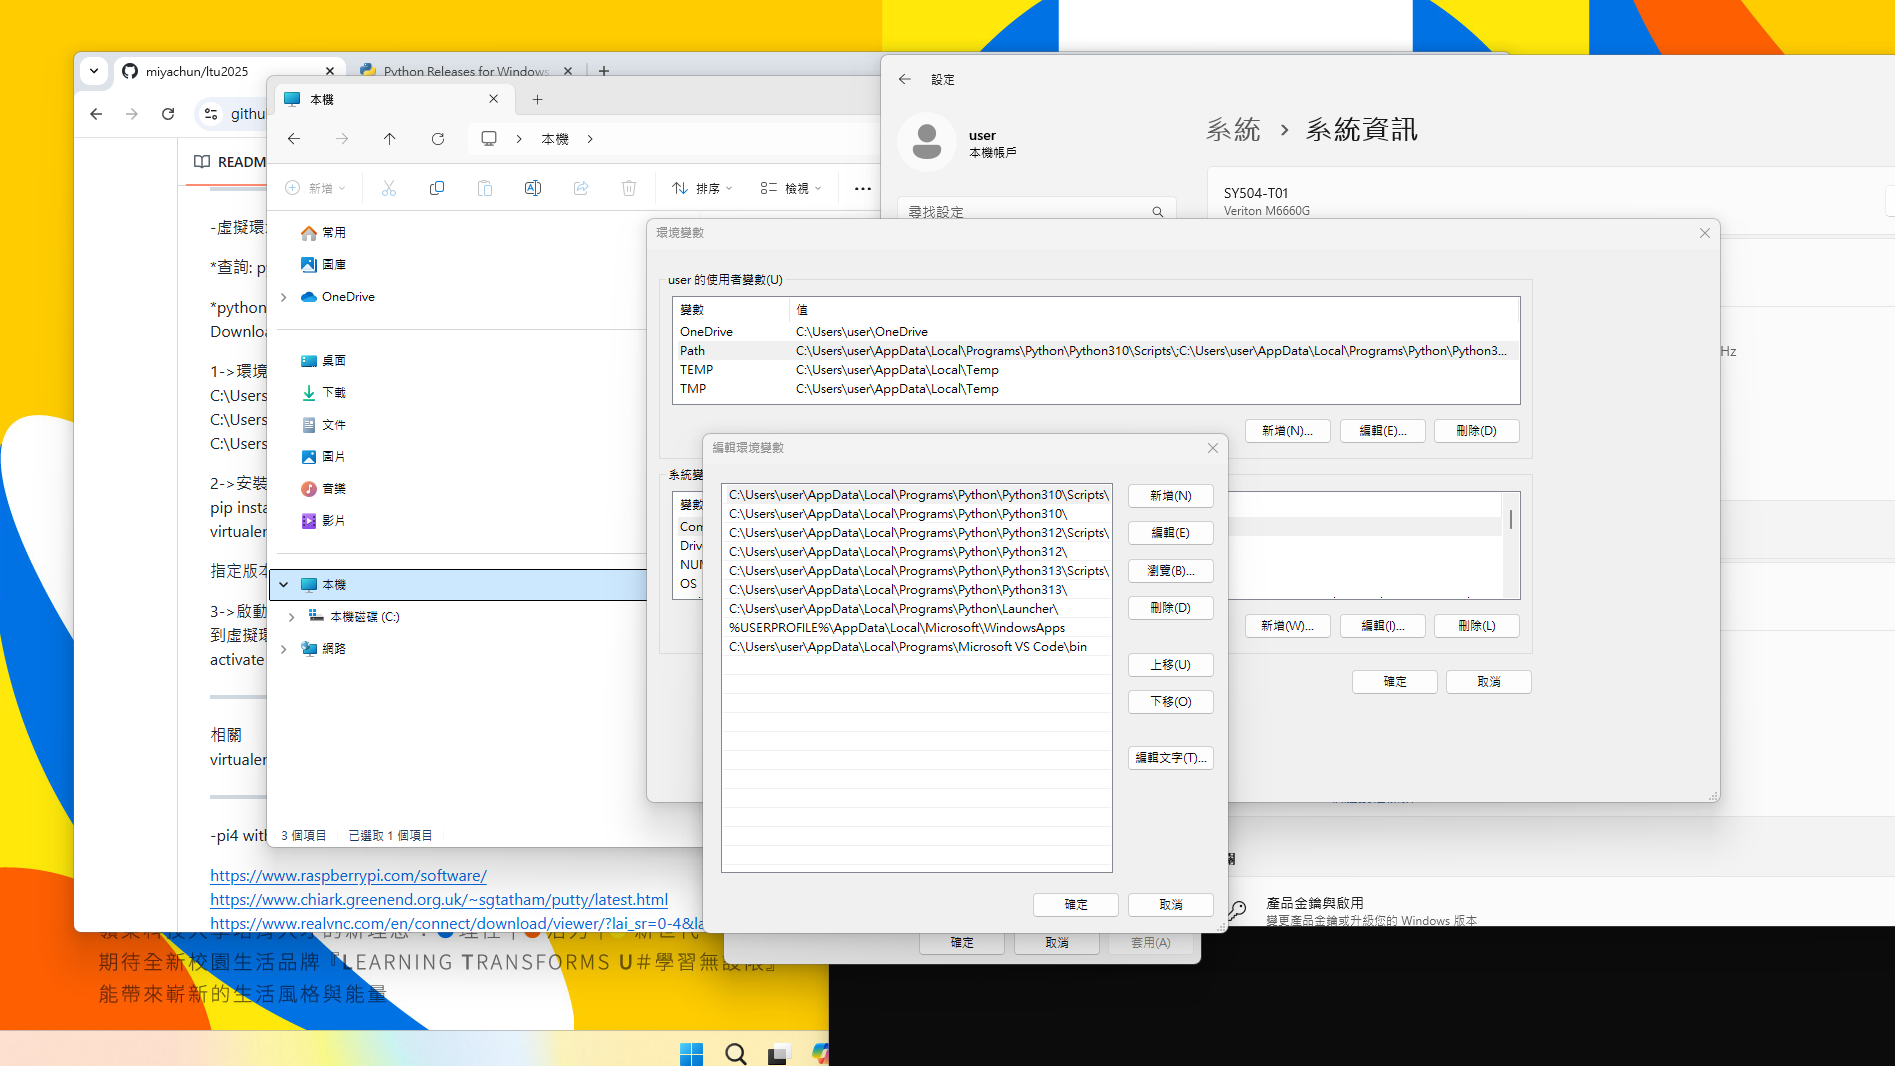 miyachun/ltu2025
Python Releases for Windows
githu
READM
-虛擬環
*查詢: p
*python
Downloa
1->環境
C:\Users
C:\Users
C:\Users
2->安裝
pip insta
virtualer
指定版本
3->啟動
到虛擬環
activate
相關
virtualer
-pi4 with
https://www.raspberrypi.com/software/
https://www.chiark.greenend.org.uk/~sgtatham/putty/latest.html
https://www.realvnc.com/en/connect/download/viewer/?lai_sr=0-4&la
期待全新校園生活品牌『LEARNING TRANSFORMS U#學習無設限』
能帶來嶄新的生活風格與能量
本機
本機
新增
排序
檢視
常用
圖庫
OneDrive
桌面
下載
文件
圖片
音樂
影片
本機
本機磁碟 (C:)
網路
3 個項目
已選取 1 個項目
設定
user
本機帳戶
尋找設定
系統 › 系統資訊
SY504-T01
Veriton M6660G
Hz
產品金鑰與啟用
變更產品金鑰或升級您的 Windows 版本
環境變數
user 的使用者變數(U)
變數 值
OneDrive C:\Users\user\OneDrive
Path C:\Users\user\AppData\Local\Programs\Python\Python310\Scripts\;C:\Users\user\AppData\Local\Programs\Python\Python3...
TEMP C:\Users\user\AppData\Local\Temp
TMP C:\Users\user\AppData\Local\Temp
新增(N)... 編輯(E)... 刪除(D)
系統變
變數
Com
Driv
NUM
OS
新增(W)... 編輯(I)... 刪除(L)
確定 取消
編輯環境變數
C:\Users\user\AppData\Local\Programs\Python\Python310\Scripts\
C:\Users\user\AppData\Local\Programs\Python\Python310\
C:\Users\user\AppData\Local\Programs\Python\Python312\Scripts\
C:\Users\user\AppData\Local\Programs\Python\Python312\
C:\Users\user\AppData\Local\Programs\Python\Python313\Scripts\
C:\Users\user\AppData\Local\Programs\Python\Python313\
C:\Users\user\AppData\Local\Programs\Python\Launcher\
%USERPROFILE%\AppData\Local\Microsoft\WindowsApps
C:\Users\user\AppData\Local\Programs\Microsoft VS Code\bin
新增(N)
編輯(E)
瀏覽(B)...
刪除(D)
上移(U)
下移(O)
編輯文字(T)...
確定 取消
確定 取消 套用(A)